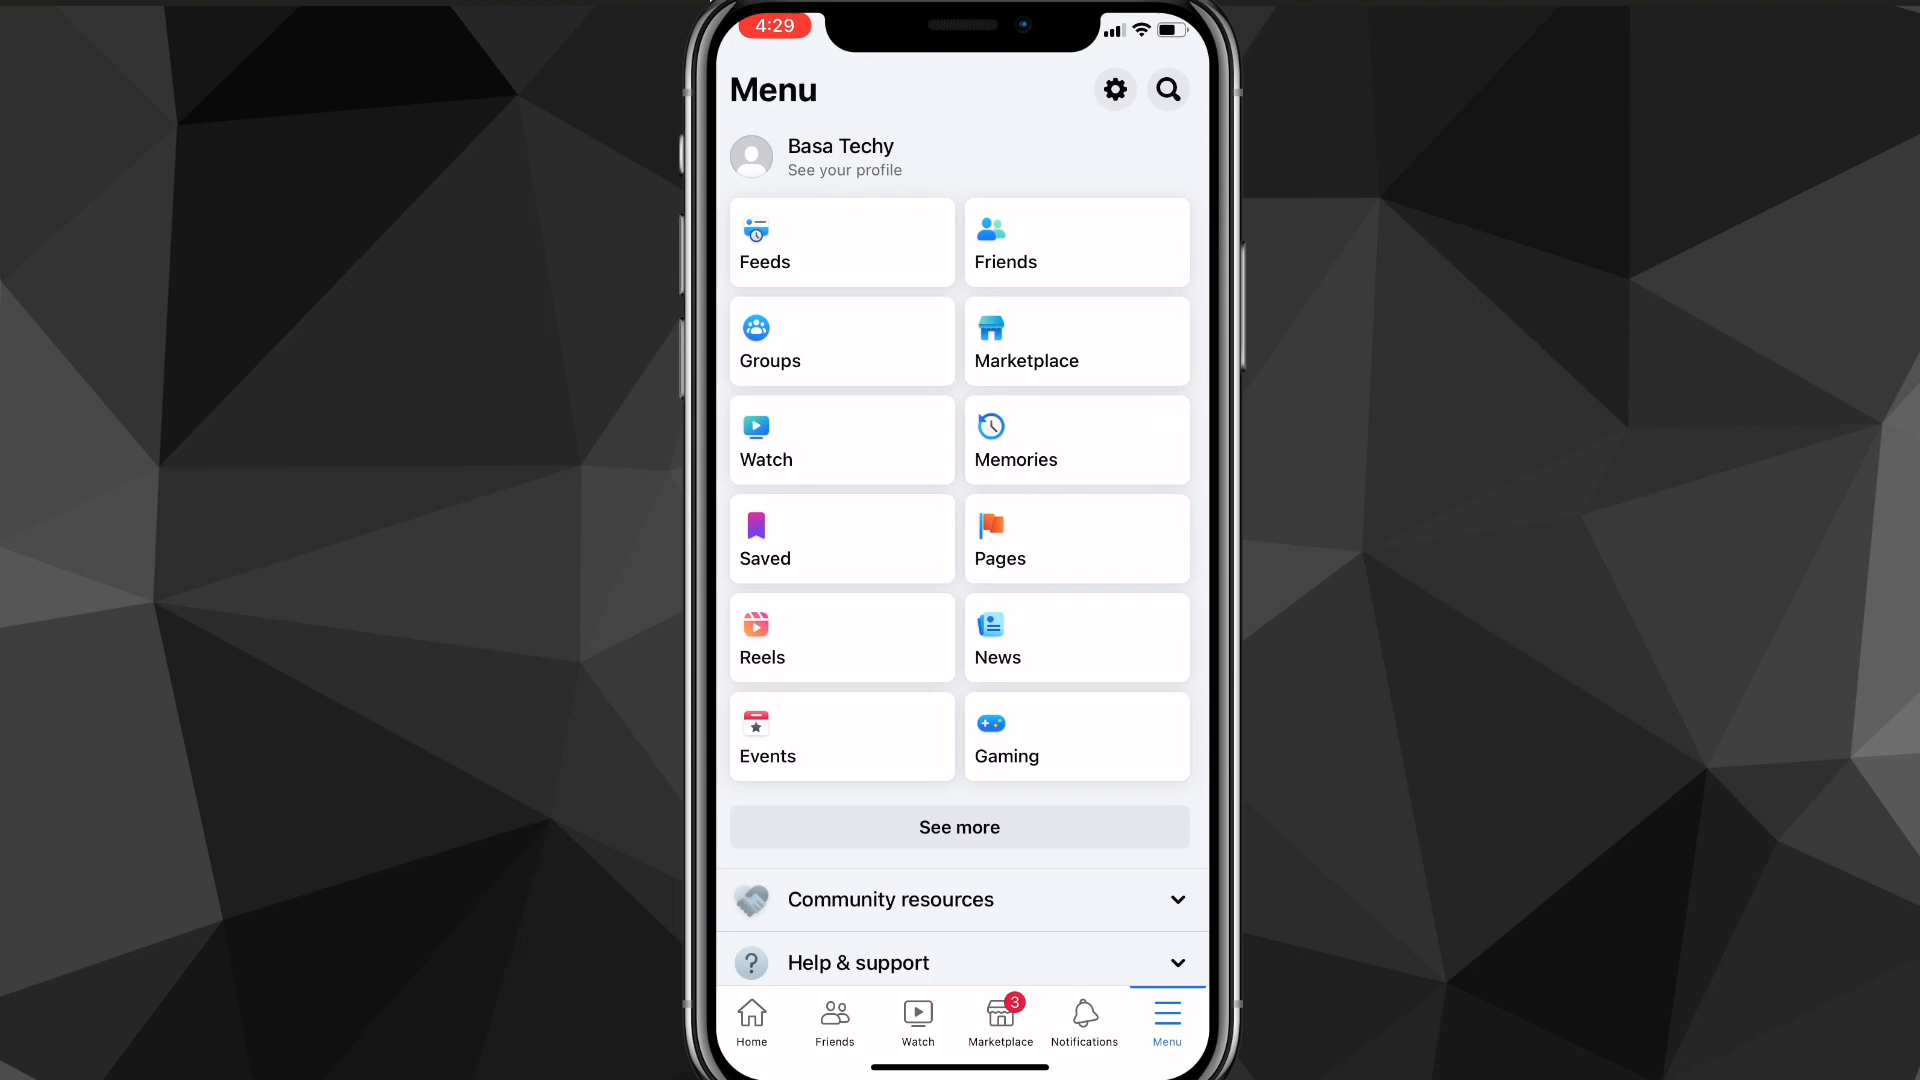 4:29
Menu
Basa Techy
See your profile
Feeds
Friends
Groups
Marketplace
Watch
Memories
Saved
Pages
Reels
News
Events
Gaming
See more
Community resources
Help & support
3
Home
Friends
Watch
Marketplace
Notifications
Menu